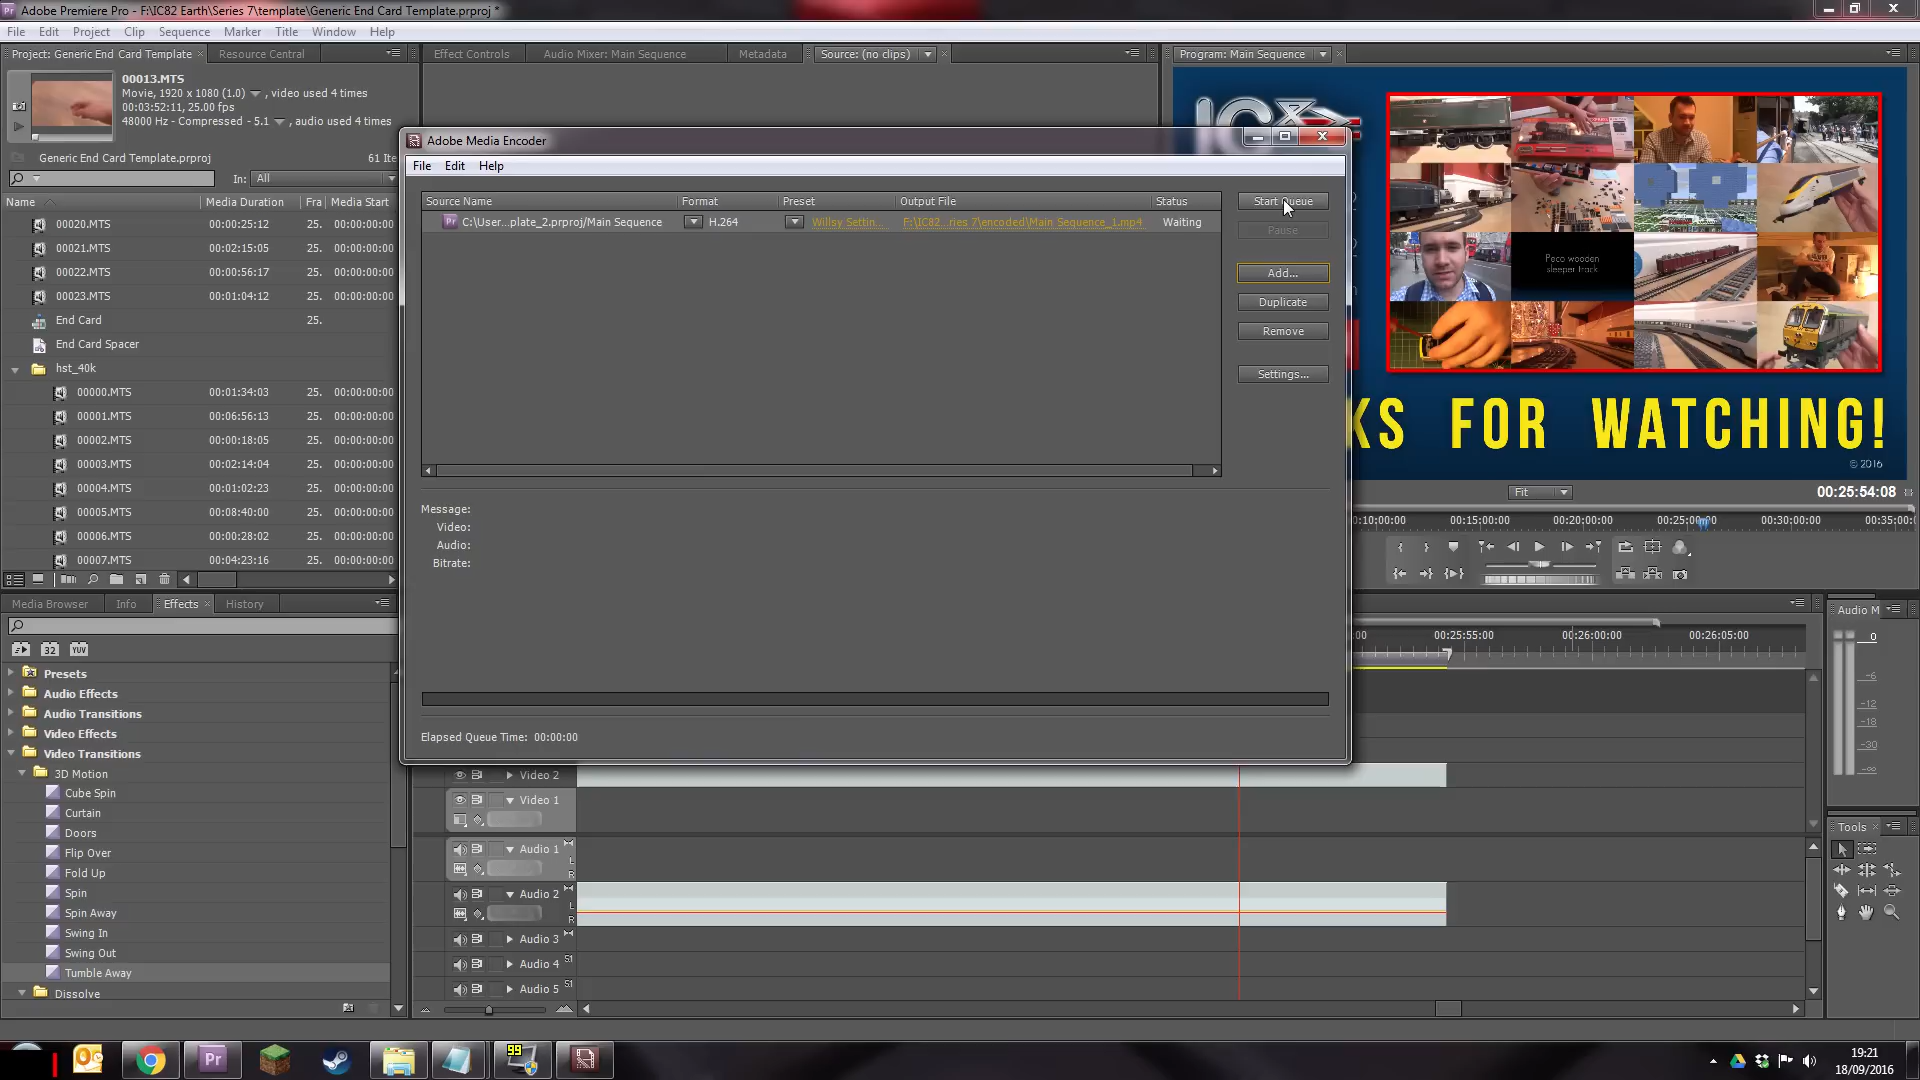 Adobe Premiere Pro - F:\IC82 Earth\Series 7\template\Generic End Card Template.prproj *
File Edit Project Clip Sequence Marker Title Window Help
Project: Generic End Card Template
Resource Central
Effect Controls
Audio Mixer: Main Sequence
Metadata
Source: (no clips)
Program: Main Sequence
00013.MTS
Movie, 1920 x 1080 (1.0) , video used 4 times
00:03:52:11, 25.00 fps
48000 Hz - Compressed - 5.1 , audio used 4 times
Generic End Card Template.prproj
61 Ite
In: All
Name Media Duration Fra Media Start
00020.MTS 00:00:25:12 25. 00:00:00:00
00021.MTS 00:02:15:05 25. 00:00:00:00
00022.MTS 00:00:56:17 25. 00:00:00:00
00023.MTS 00:01:04:12 25. 00:00:00:00
End Card 25.
End Card Spacer
hst_40k
00000.MTS 00:01:34:03 25. 00:00:00:00
00001.MTS 00:06:56:13 25. 00:00:00:00
00002.MTS 00:00:18:05 25. 00:00:00:00
00003.MTS 00:02:14:04 25. 00:00:00:00
00004.MTS 00:01:02:23 25. 00:00:00:00
00005.MTS 00:08:40:00 25. 00:00:00:00
00006.MTS 00:00:28:02 25. 00:00:00:00
00007.MTS 00:04:23:16 25. 00:00:00:00
Adobe Media Encoder
File Edit Help
Source Name Format Preset Output File Status
C:\User...plate_2.prproj/Main Sequence H.264 Willsy Settin... F:\IC82...ries 7\encoded\Main Sequence_1.mp4 Waiting
Start Queue
Pause
Add...
Duplicate
Remove
Settings...
Message:
Video:
Audio:
Bitrate:
Elapsed Queue Time: 00:00:00
Peco wooden
sleeper track
KS FOR WATCHING!
© 2016
Fit
00:25:54:08
0:10:00:00 00:15:00:00 00:20:00:00 00:25:00:00 00:30:00:00 00:35:00:
Media Browser Info Effects History
32 YUV
Presets
Audio Effects
Audio Transitions
Video Effects
Video Transitions
3D Motion
Cube Spin
Curtain
Doors
Flip Over
Fold Up
Spin
Spin Away
Swing In
Swing Out
Tumble Away
Dissolve
:00 00:25:55:00 00:26:00:00 00:26:05:00
Video 2
Video 1
Audio 1
L
R
Audio 2
L
R
Audio 3
Audio 4
Audio 5
Audio M
0
-6
-12
-18
-30
-∞
Tools
Pr
99
19:21
18/09/2016